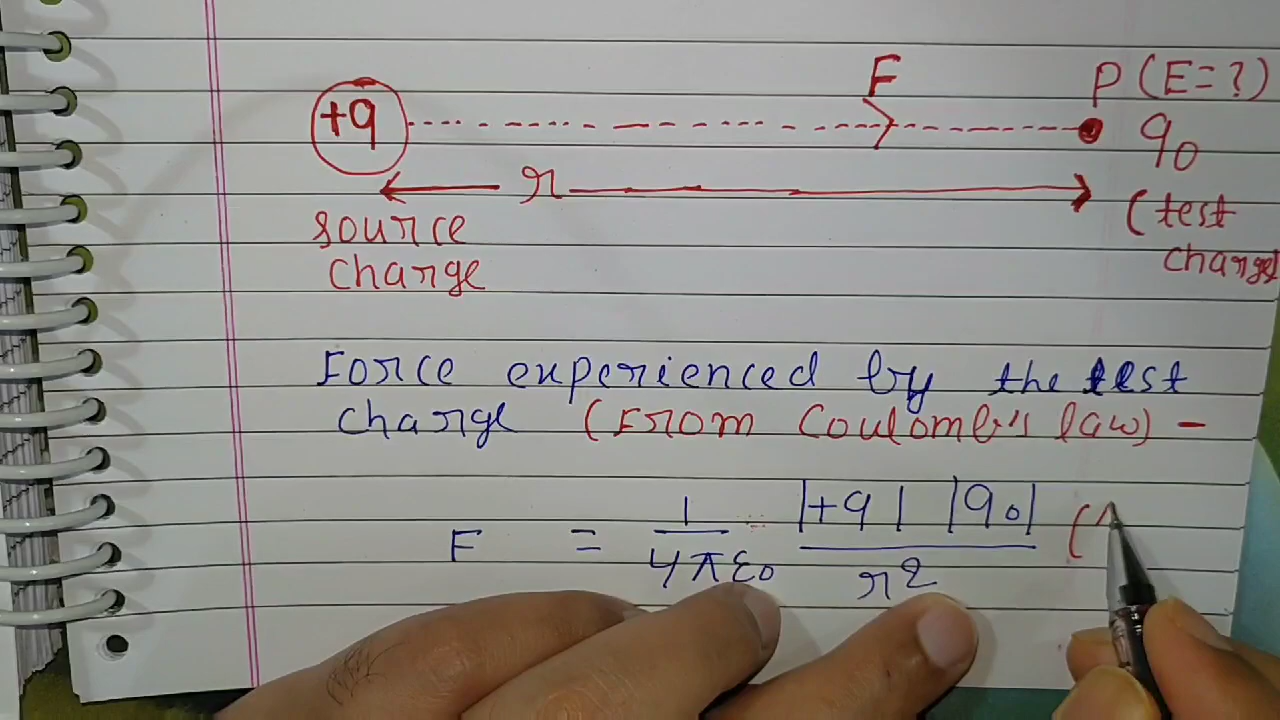 F P (E=?)
+q q₀
r
source (test
charge charge)
Force experienced by the test
charge (From Coulomb's law) -
F = 1/4πε₀ |+q| |q₀|/r² (